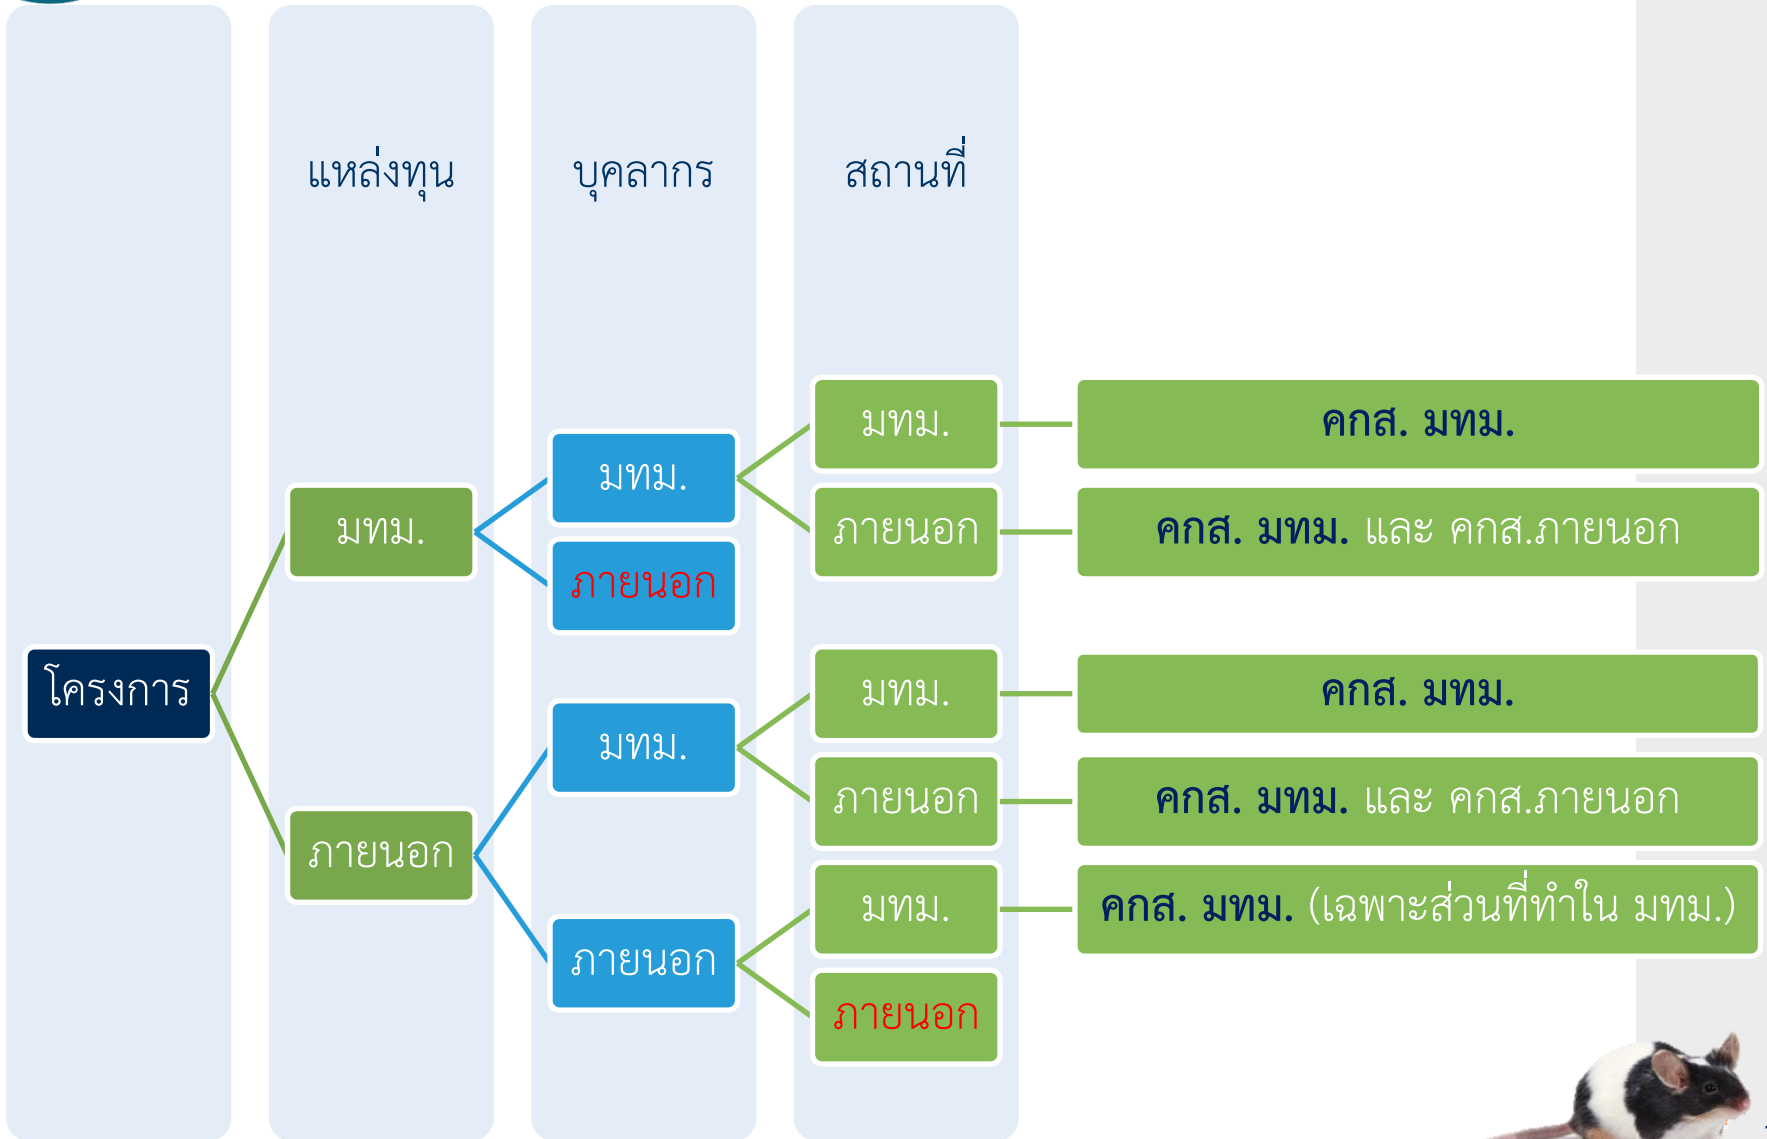 แหล่งทุน
บุคลากร
สถานที่
มทม.
คกส. มทม.
มทม.
มทม.
ภายนอก
คกส. มทม. และ คกส.ภายนอก
ภายนอก
โครงการ
มทม.
คกส. มทม.
มทม.
ภายนอก
คกส. มทม. และ คกส.ภายนอก
ภายนอก
มทม.
คกส. มทม. (เฉพาะส่วนที่ทำใน มทม.)
ภายนอก
ภายนอก